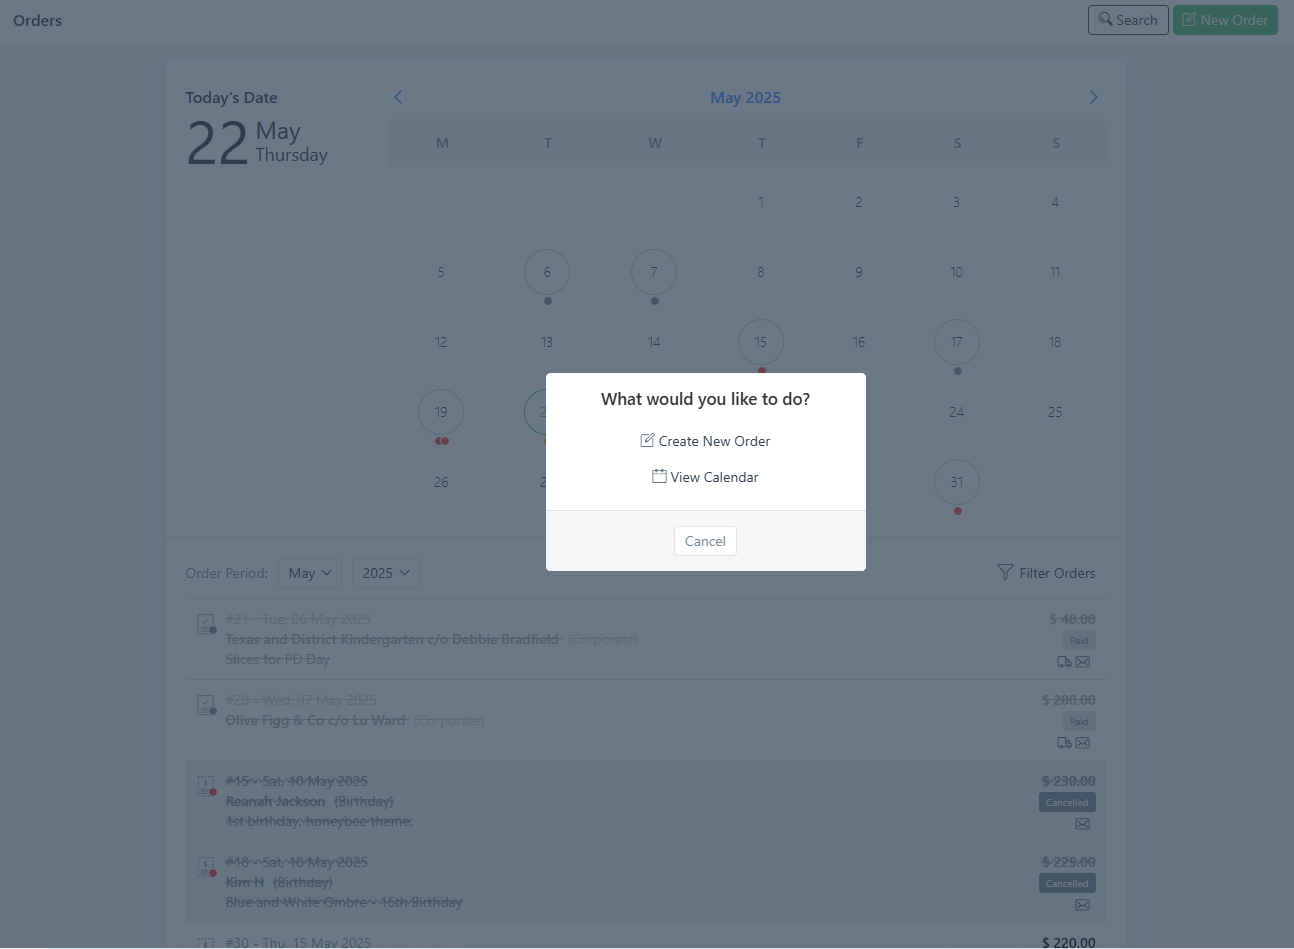 Orders
Search
New Order
Today's Date
22 May
Thursday
May 2025
M T W T F S S
1 2 3 4
5 6 7 8 9 10 11
12 13 14 15 16 17 18
19 24 25
26 31
What would you like to do?
Create New Order
View Calendar
Cancel
Order Period: May 2025
Filter Orders
#21 - Tue. 06 May 2025 $ 48.00
Texas and District Kindergarten c/o Debbie Bradfield (Corporate) Paid
Slices for PD Day
#20 - Wed. 07 May 2025 $ 280.00
Olive Figg & Co c/o Lu Ward (Corporate) Paid
#15 - Sat. 10 May 2025 $ 230.00
Reanah Jackson (Birthday) Cancelled
1st birthday, honeybee theme.
#18 - Sat. 10 May 2025 $ 225.00
Kim H (Birthday) Cancelled
Blue and White Ombre - 16th Birthday
#30 - Thu. 15 May 2025 $ 220.00